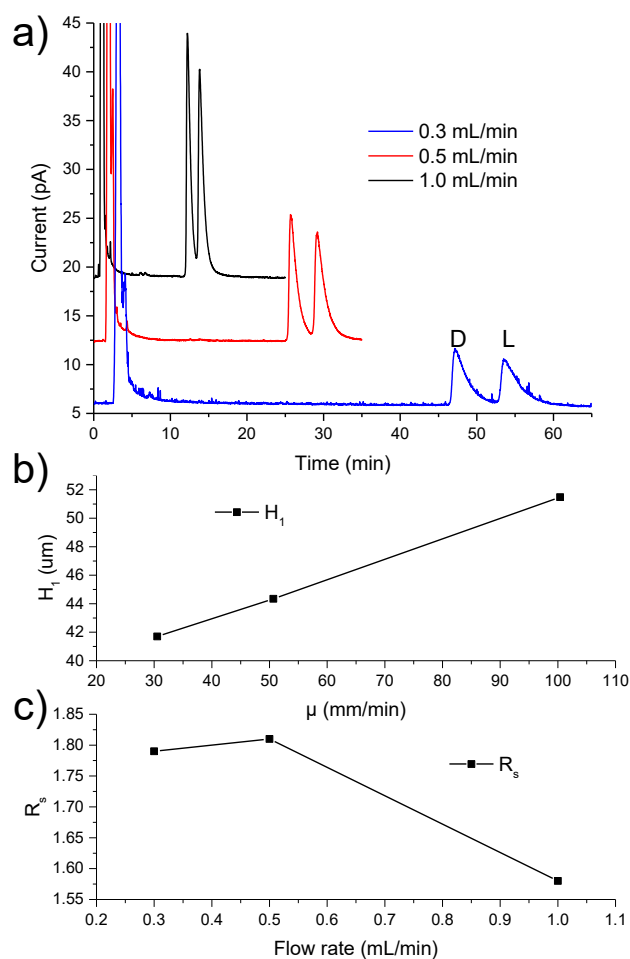 a)
45
40
35
30
25
20
15
10
5
Current (pA)
0.3 mL/min
0.5 mL/min
1.0 mL/min
D L
0 10 20 30 40 50 60
Time (min)
b)
52
50
48
46
44
42
40
H₁ (um)
H₁
20 30 40 50 60 70 80 90 100 110
μ (mm/min)
c)
1.85
1.80
1.75
1.70
1.65
1.60
1.55
Rₛ
Rₛ
0.2 0.3 0.4 0.5 0.6 0.7 0.8 0.9 1.0 1.1
Flow rate (mL/min)